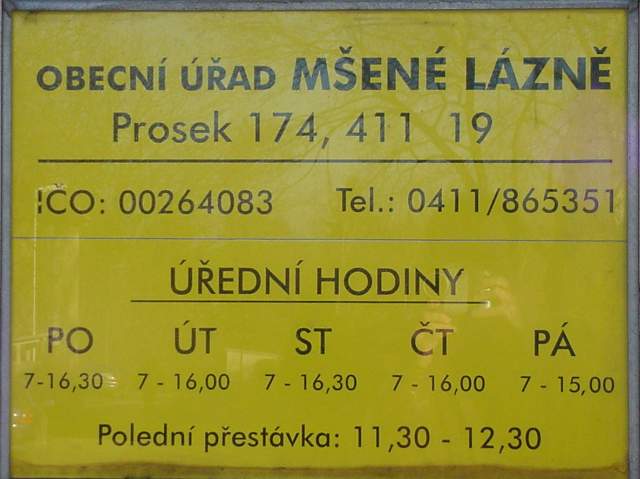 OBECNÍ ÚŘAD MŠENÉ LÁZNĚ
Prosek 174, 411 19
IČO: 00264083 Tel.: 0411/865351
ÚŘEDNÍ HODINY
PO ÚT ST ČT PÁ
7-16,30 7 - 16,00 7 - 16,30 7 - 16,00 7 - 15,00
Polední přestávka: 11,30 - 12,30